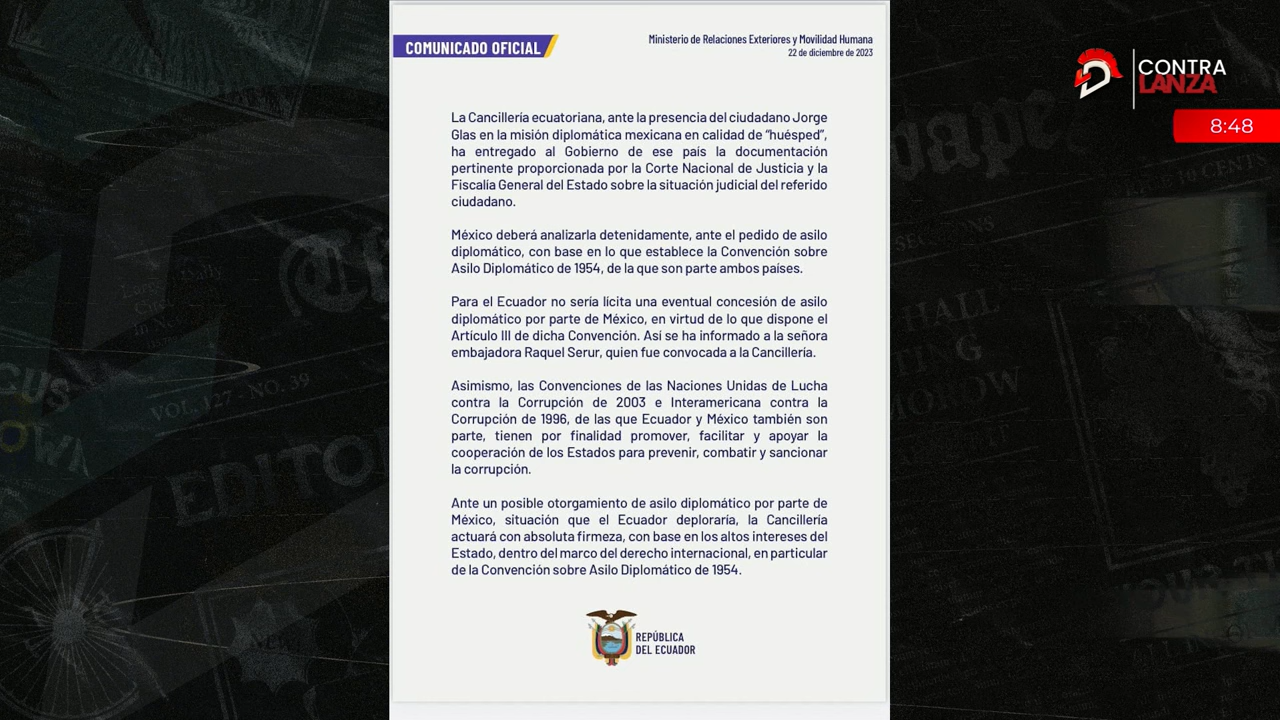 COMUNICADO OFICIAL
Ministerio de Relaciones Exteriores y Movilidad Humana
22 de diciembre de 2023
La Cancillería ecuatoriana, ante la presencia del ciudadano Jorge
Glas en la misión diplomática mexicana en calidad de “huésped”,
ha entregado al Gobierno de ese país la documentación
pertinente proporcionada por la Corte Nacional de Justicia y la
Fiscalía General del Estado sobre la situación judicial del referido
ciudadano.
México deberá analizarla detenidamente, ante el pedido de asilo
diplomático, con base en lo que establece la Convención sobre
Asilo Diplomático de 1954, de la que son parte ambos países.
Para el Ecuador no sería lícita una eventual concesión de asilo
diplomático por parte de México, en virtud de lo que dispone el
Artículo III de dicha Convención. Así se ha informado a la señora
embajadora Raquel Serur, quien fue convocada a la Cancillería.
Asimismo, las Convenciones de las Naciones Unidas de Lucha
contra la Corrupción de 2003 e Interamericana contra la
Corrupción de 1996, de las que Ecuador y México también son
parte, tienen por finalidad promover, facilitar y apoyar la
cooperación de los Estados para prevenir, combatir y sancionar
la corrupción.
Ante un posible otorgamiento de asilo diplomático por parte de
México, situación que el Ecuador deploraría, la Cancillería
actuará con absoluta firmeza, con base en los altos intereses del
Estado, dentro del marco del derecho internacional, en particular
de la Convención sobre Asilo Diplomático de 1954.
REPÚBLICA
DEL ECUADOR
CONTRA
LANZA
8:48
VOL. 127 - NO. 39
EDITO
10 CENTS
SECTIONS
HALL